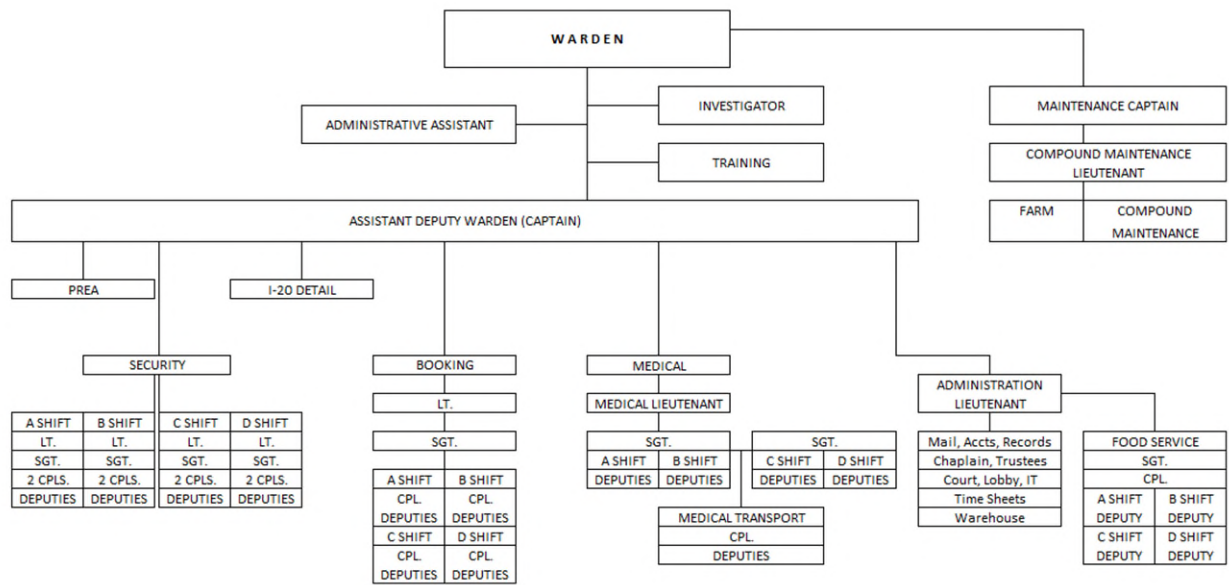 WARDEN
INVESTIGATOR
MAINTENANCE CAPTAIN
ADMINISTRATIVE ASSISTANT
TRAINING
COMPOUND MAINTENANCE
LIEUTENANT
FARM
COMPOUND
MAINTENANCE
ASSISTANT DEPUTY WARDEN (CAPTAIN)
PREA
I-20 DETAIL
SECURITY
A SHIFT B SHIFT C SHIFT D SHIFT
LT. LT. LT. LT.
SGT. SGT. SGT. SGT.
2 CPLS. 2 CPLS. 2 CPLS. 2 CPLS.
DEPUTIES DEPUTIES DEPUTIES DEPUTIES
BOOKING
LT.
SGT.
A SHIFT B SHIFT
CPL. CPL.
DEPUTIES DEPUTIES
C SHIFT D SHIFT
CPL. CPL.
DEPUTIES DEPUTIES
MEDICAL
MEDICAL LIEUTENANT
SGT. SGT.
A SHIFT B SHIFT C SHIFT D SHIFT
DEPUTIES DEPUTIES DEPUTIES DEPUTIES
MEDICAL TRANSPORT
CPL.
DEPUTIES
ADMINISTRATION
LIEUTENANT
Mail, Accts, Records
Chaplain, Trustees
Court, Lobby, IT
Time Sheets
Warehouse
FOOD SERVICE
SGT.
CPL.
A SHIFT B SHIFT
DEPUTY DEPUTY
C SHIFT D SHIFT
DEPUTY DEPUTY